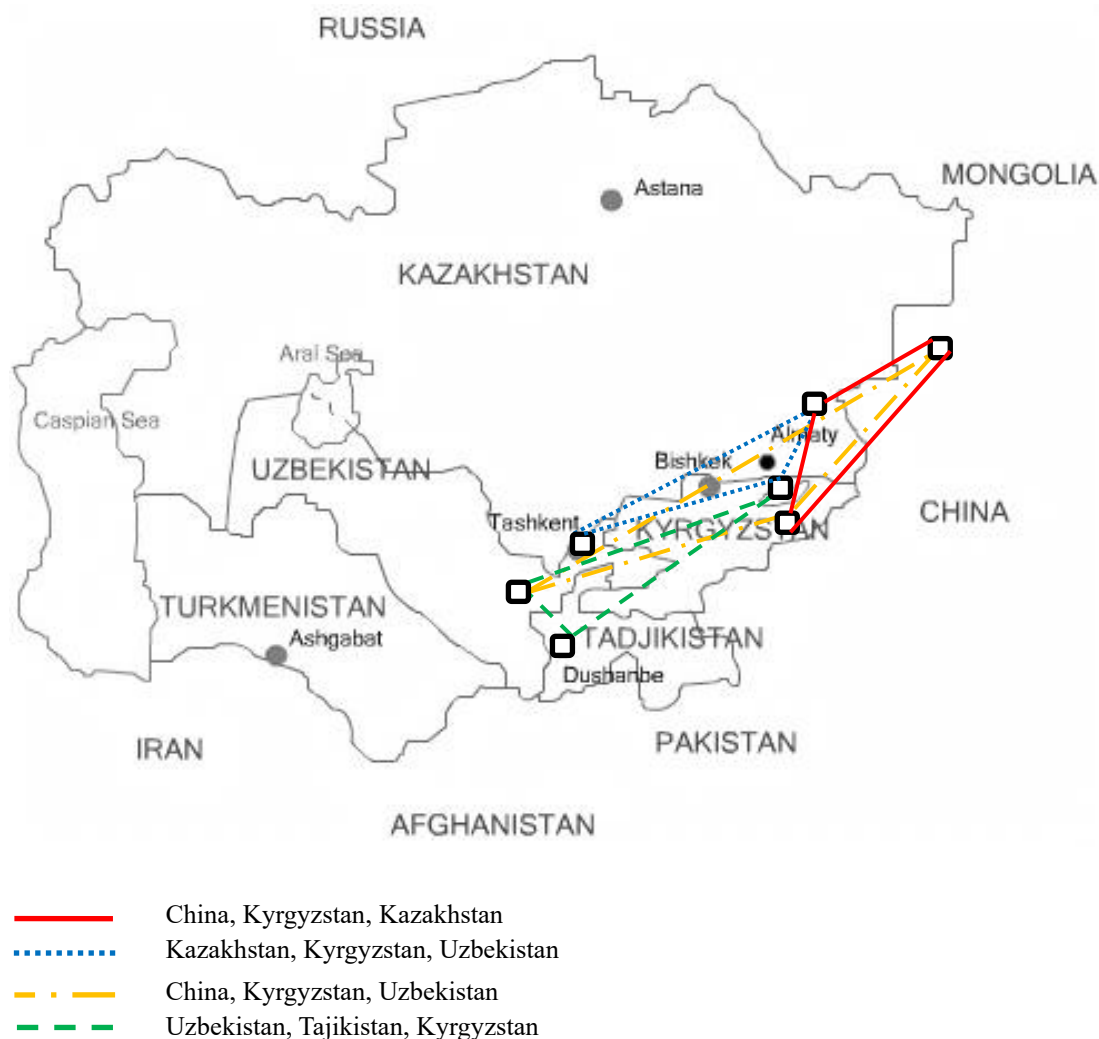 RUSSIA
MONGOLIA
Astana
KAZAKHSTAN
Aral Sea
Caspian Sea
Almaty
UZBEKISTAN
Bishkek
CHINA
Tashkent
KYRGYZSTAN
TURKMENISTAN
Ashgabat
TADJIKISTAN
Dushanbe
IRAN
PAKISTAN
AFGHANISTAN
China, Kyrgyzstan, Kazakhstan
Kazakhstan, Kyrgyzstan, Uzbekistan
China, Kyrgyzstan, Uzbekistan
Uzbekistan, Tajikistan, Kyrgyzstan